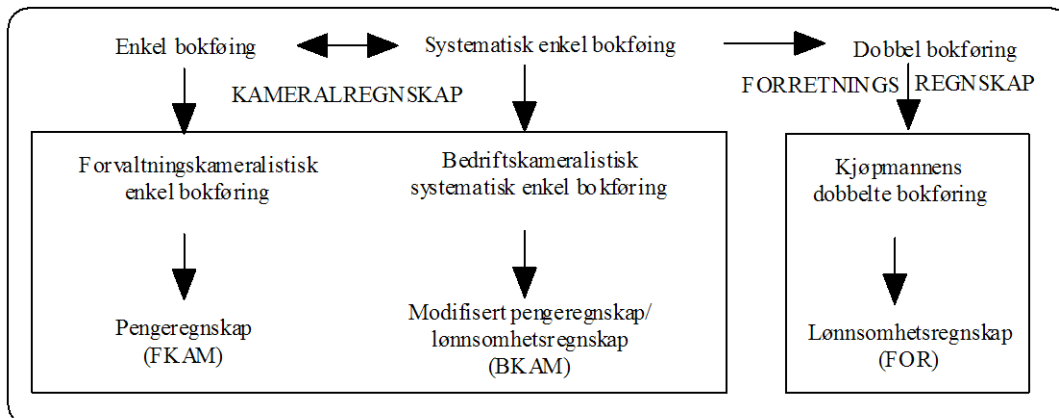 Enkel bokføing
Systematisk enkel bokføing
Dobbel bokføring
KAMERALREGNSKAP
FORRETNINGS REGNSKAP
Forvaltningskameralistisk
enkel bokføring
Bedriftskameralistisk
systematisk enkel bokføring
Kjøpmannens
dobbelte bokføring
Pengeregnskap
(FKAM)
Modifisert pengeregnskap/
lønnsomhetsregnskap
(BKAM)
Lønnsomhetsregnskap
(FOR)